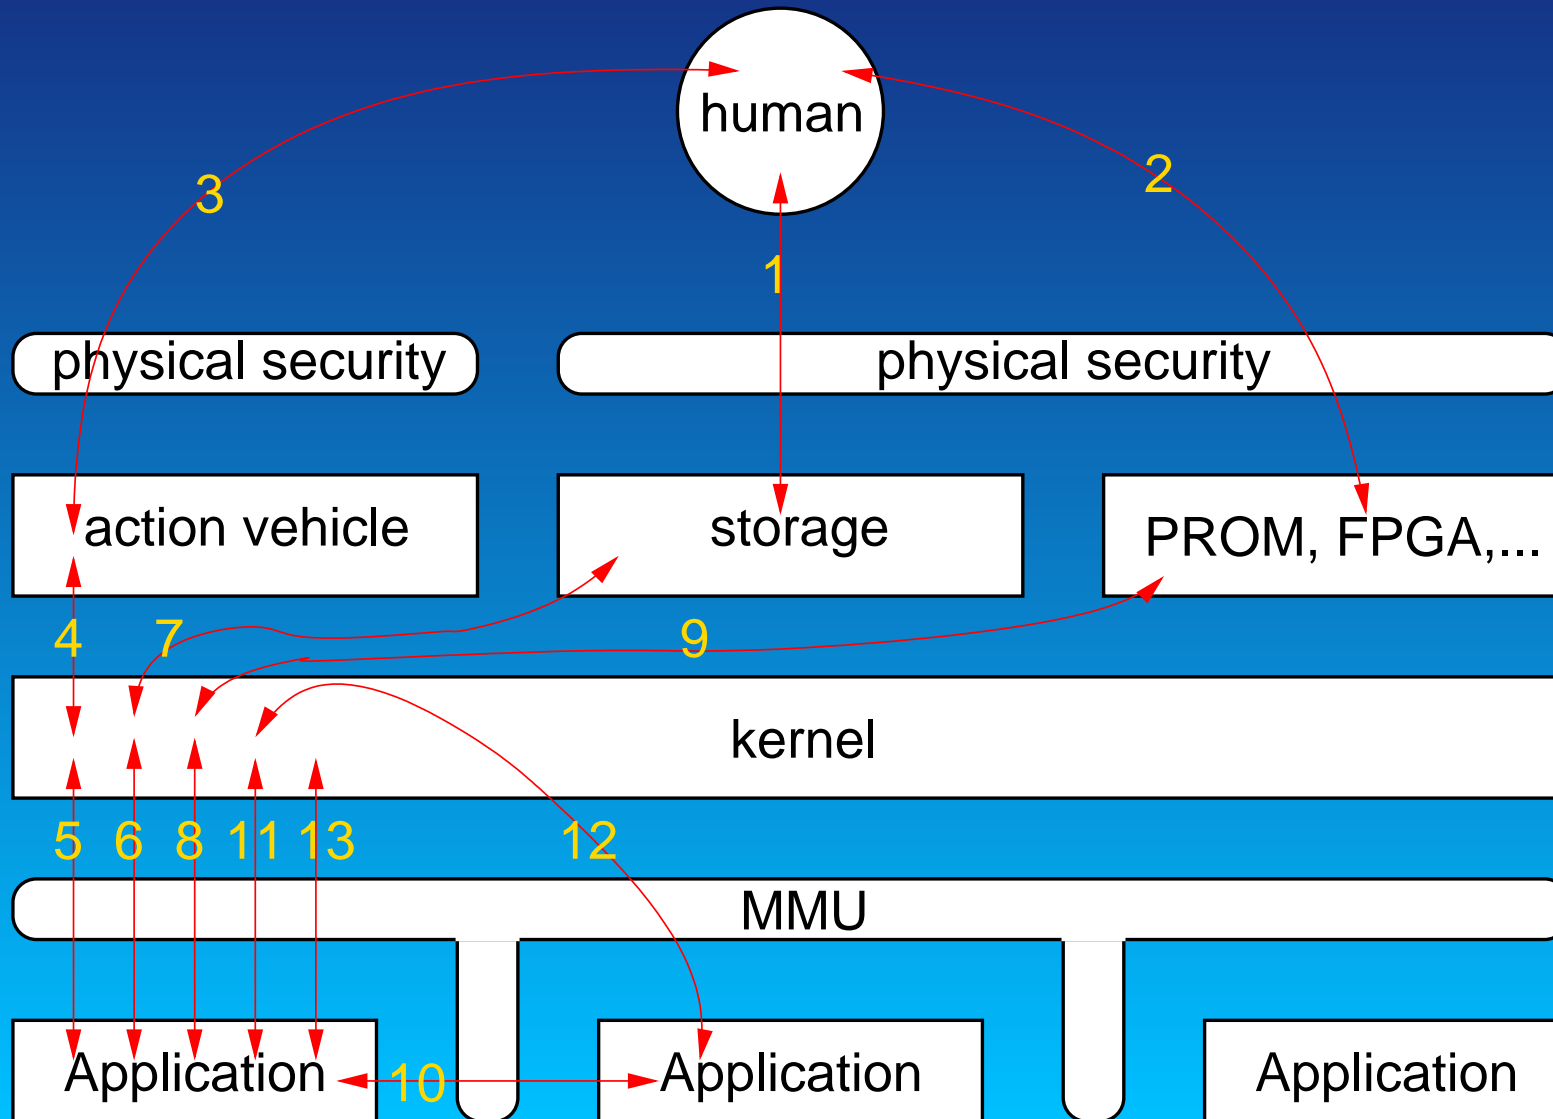 human
3
2
1
physical security
physical security
action vehicle
storage
PROM, FPGA,...
4
7
9
kernel
5
6
8
11
13
12
MMU
Application
10
Application
Application